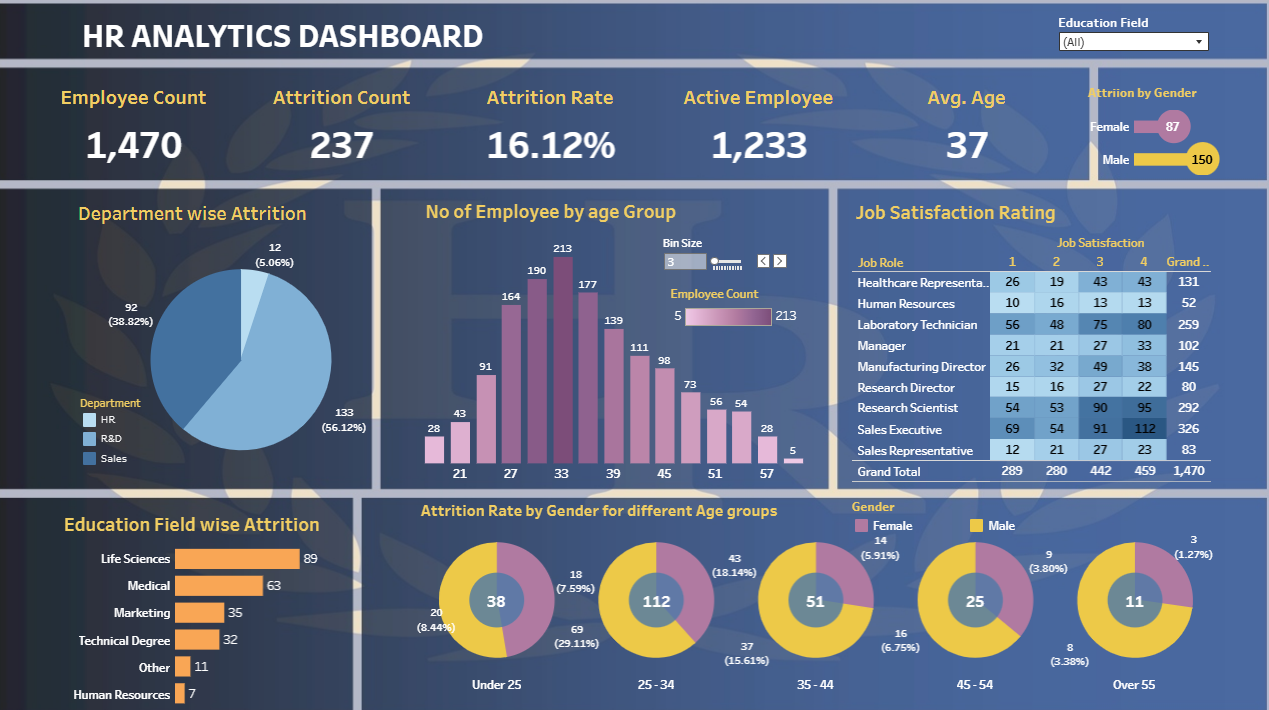 HR ANALYTICS DASHBOARD
Education Field
(All)
Employee Count
1,470
Attrition Count
237
Attrition Rate
16.12%
Active Employee
1,233
Avg. Age
37
Attriion by Gender
Female 87
Male 150
Department wise Attrition
12
(5.06%)
92
(38.82%)
133
(56.12%)
Department
HR
R&D
Sales
No of Employee by age Group
Bin Size
3
Employee Count
5 213
28 43 91 164 190 213 177 139 111 98 73 56 54 28 5
21 27 33 39 45 51 57
Job Satisfaction Rating
Job Satisfaction
Job Role 1 2 3 4 Grand ..
Healthcare Representa.. 26 19 43 43 131
Human Resources 10 16 13 13 52
Laboratory Technician 56 48 75 80 259
Manager 21 21 27 33 102
Manufacturing Director 26 32 49 38 145
Research Director 15 16 27 22 80
Research Scientist 54 53 90 95 292
Sales Executive 69 54 91 112 326
Sales Representative 12 21 27 23 83
Grand Total 289 280 442 459 1,470
Education Field wise Attrition
Life Sciences 89
Medical 63
Marketing 35
Technical Degree 32
Other 11
Human Resources 7
Attrition Rate by Gender for different Age groups
Gender
Female Male
38
20
(8.44%)
18
(7.59%)
Under 25
112
69
(29.11%)
43
(18.14%)
25 - 34
51
37
(15.61%)
14
(5.91%)
35 - 44
25
16
(6.75%)
9
(3.80%)
45 - 54
11
8
(3.38%)
3
(1.27%)
Over 55